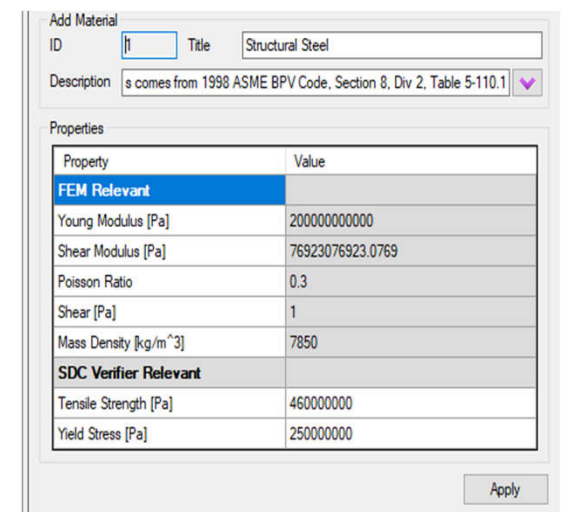 Add Material
ID 1 Title Structural Steel
Description s comes from 1998 ASME BPV Code, Section 8, Div 2, Table 5-110.1
Properties
Property Value
FEM Relevant
Young Modulus [Pa] 200000000000
Shear Modulus [Pa] 76923076923.0769
Poisson Ratio 0.3
Shear [Pa] 1
Mass Density [kg/m^3] 7850
SDC Verifier Relevant
Tensile Strength [Pa] 460000000
Yield Stress [Pa] 250000000
Apply